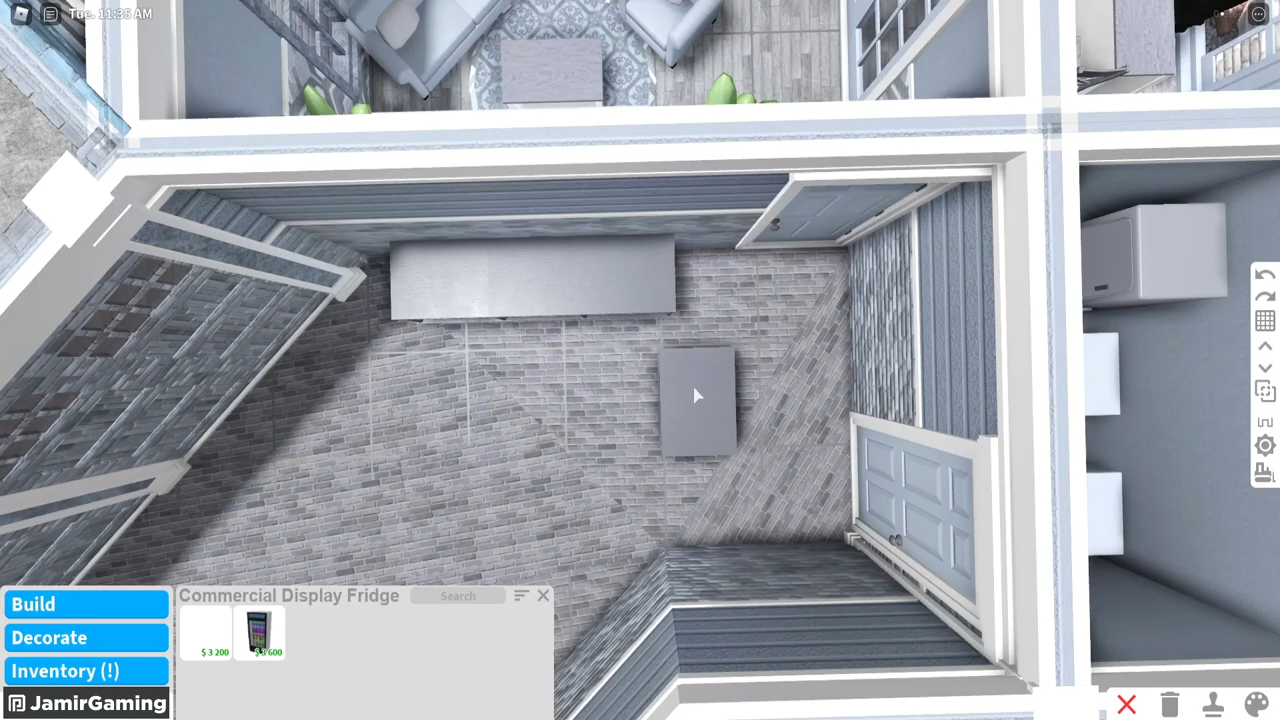 Tue. 11:35 AM
Build
Decorate
Inventory (!)
JamirGaming
Commercial Display Fridge
Search
$ 3 200
$ 3 600